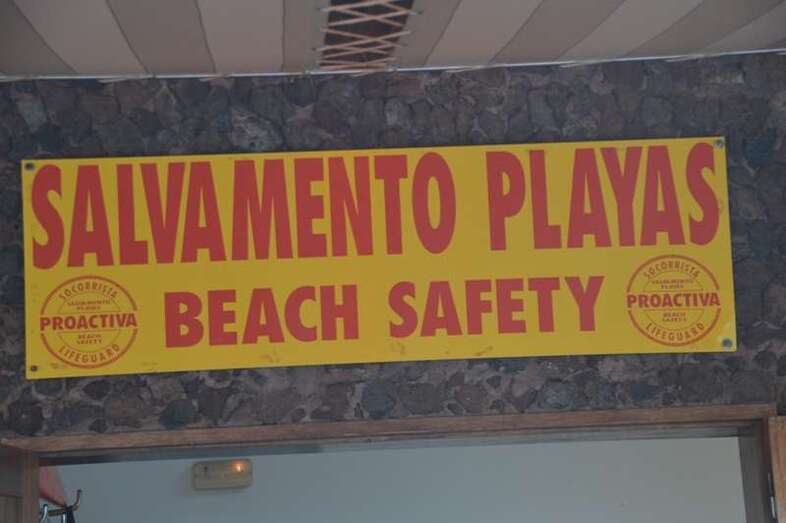 SALVAMENTO PLAYAS
BEACH SAFETY
SOCORRISTA
SALVAMENTO
PLAYAS
PROACTIVA
BEACH
SAFETY
LIFEGUARD
SOCORRISTA
SALVAMENTO
PLAYAS
PROACTIVA
BEACH
SAFETY
LIFEGUARD